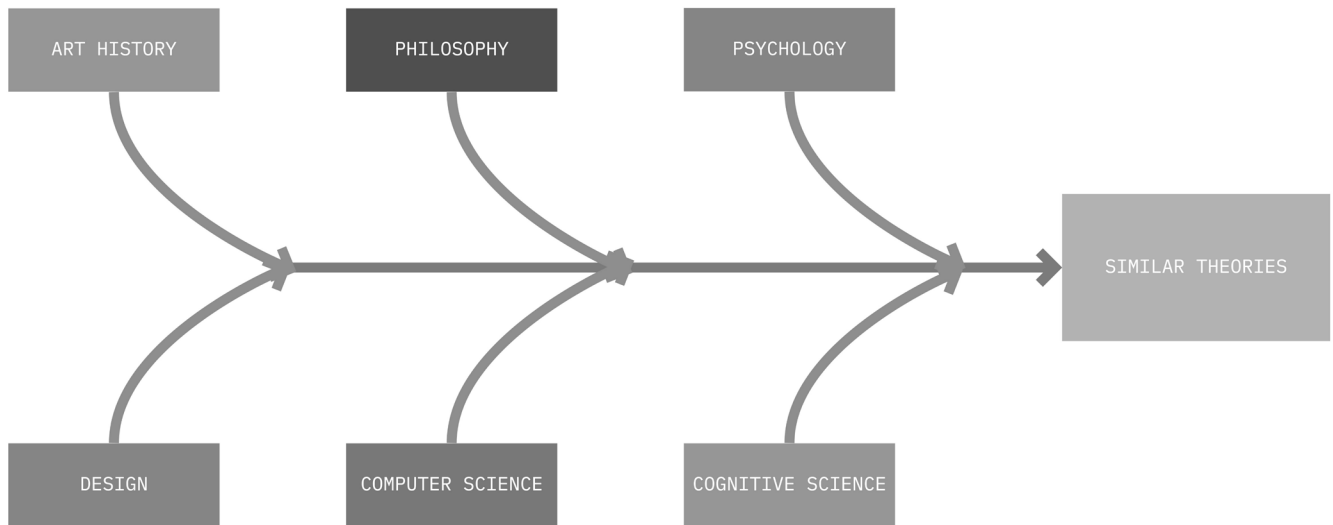 ART HISTORY
PHILOSOPHY
PSYCHOLOGY
SIMILAR THEORIES
DESIGN
COMPUTER SCIENCE
COGNITIVE SCIENCE